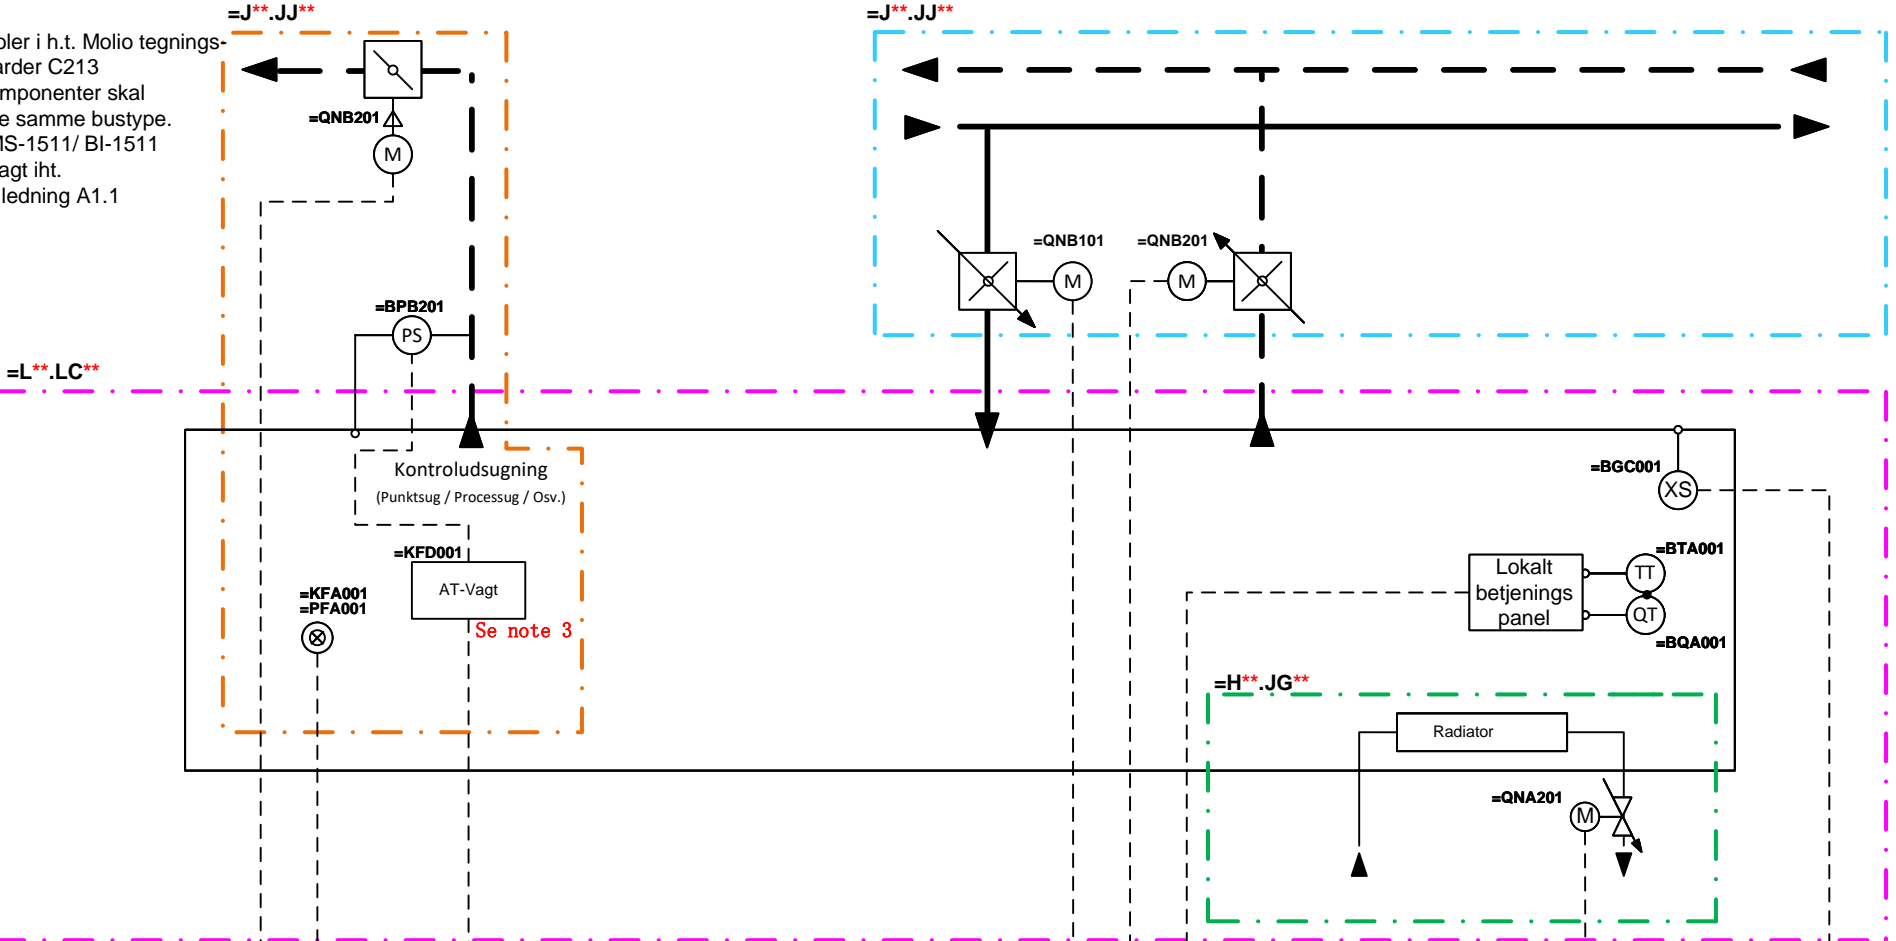 =J**.JJ**
=J**.JJ**
oler i h.t. Molio tegnings-
arder C213
mponenter skal
e samme bustype.
MS-1511/ BI-1511
agt iht.
ledning A1.1
=QNB201
M
=QNB101
=QNB201
M
M
=BPB201
PS
=L**.LC**
Kontroludsugning
(Punktsug / Processug / Osv.)
=BGC001
XS
=KFD001
AT-Vagt
Se note 3
=KFA001
=PFA001
Lokalt
betjenings
panel
=BTA001
TT
QT
=BQA001
=H**.JG**
Radiator
=QNA201
M